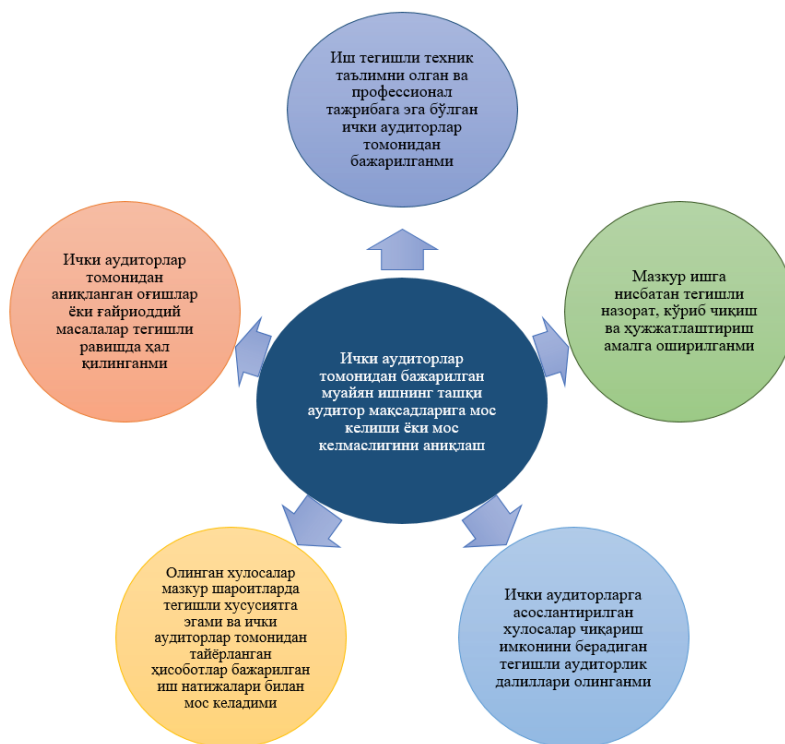 Иш тегишли техник
таълимни олган ва
профессионал
тажрибага эга бўлган
ички аудиторлар
томонидан
бажарилганми
Ички аудиторлар
томонидан
аниқланган оғишлар
ёки ғайриоддий
масалалар тегишли
равишда ҳал
қилинганми
Мазкур ишга
нисбатан тегишли
назорат, кўриб чиқиш
ва ҳужжатлаштириш
амалга оширилганми
Ички аудиторлар
томонидан бажарилган
муайян ишнинг ташқи
аудитор мақсадларига мос
келиши ёки мос
келмаслигини аниқлаш
Олинган хулосалар
мазкур шароитларда
тегишли хусусиятга
эгами ва ички
аудиторлар томонидан
тайёрланган
ҳисоботлар бажарилган
иш натижалари билан
мос келадими
Ички аудиторларга
асослантирилган
хулосалар чиқариш
имконини берадиган
тегишли аудиторлик
далиллари олинганми